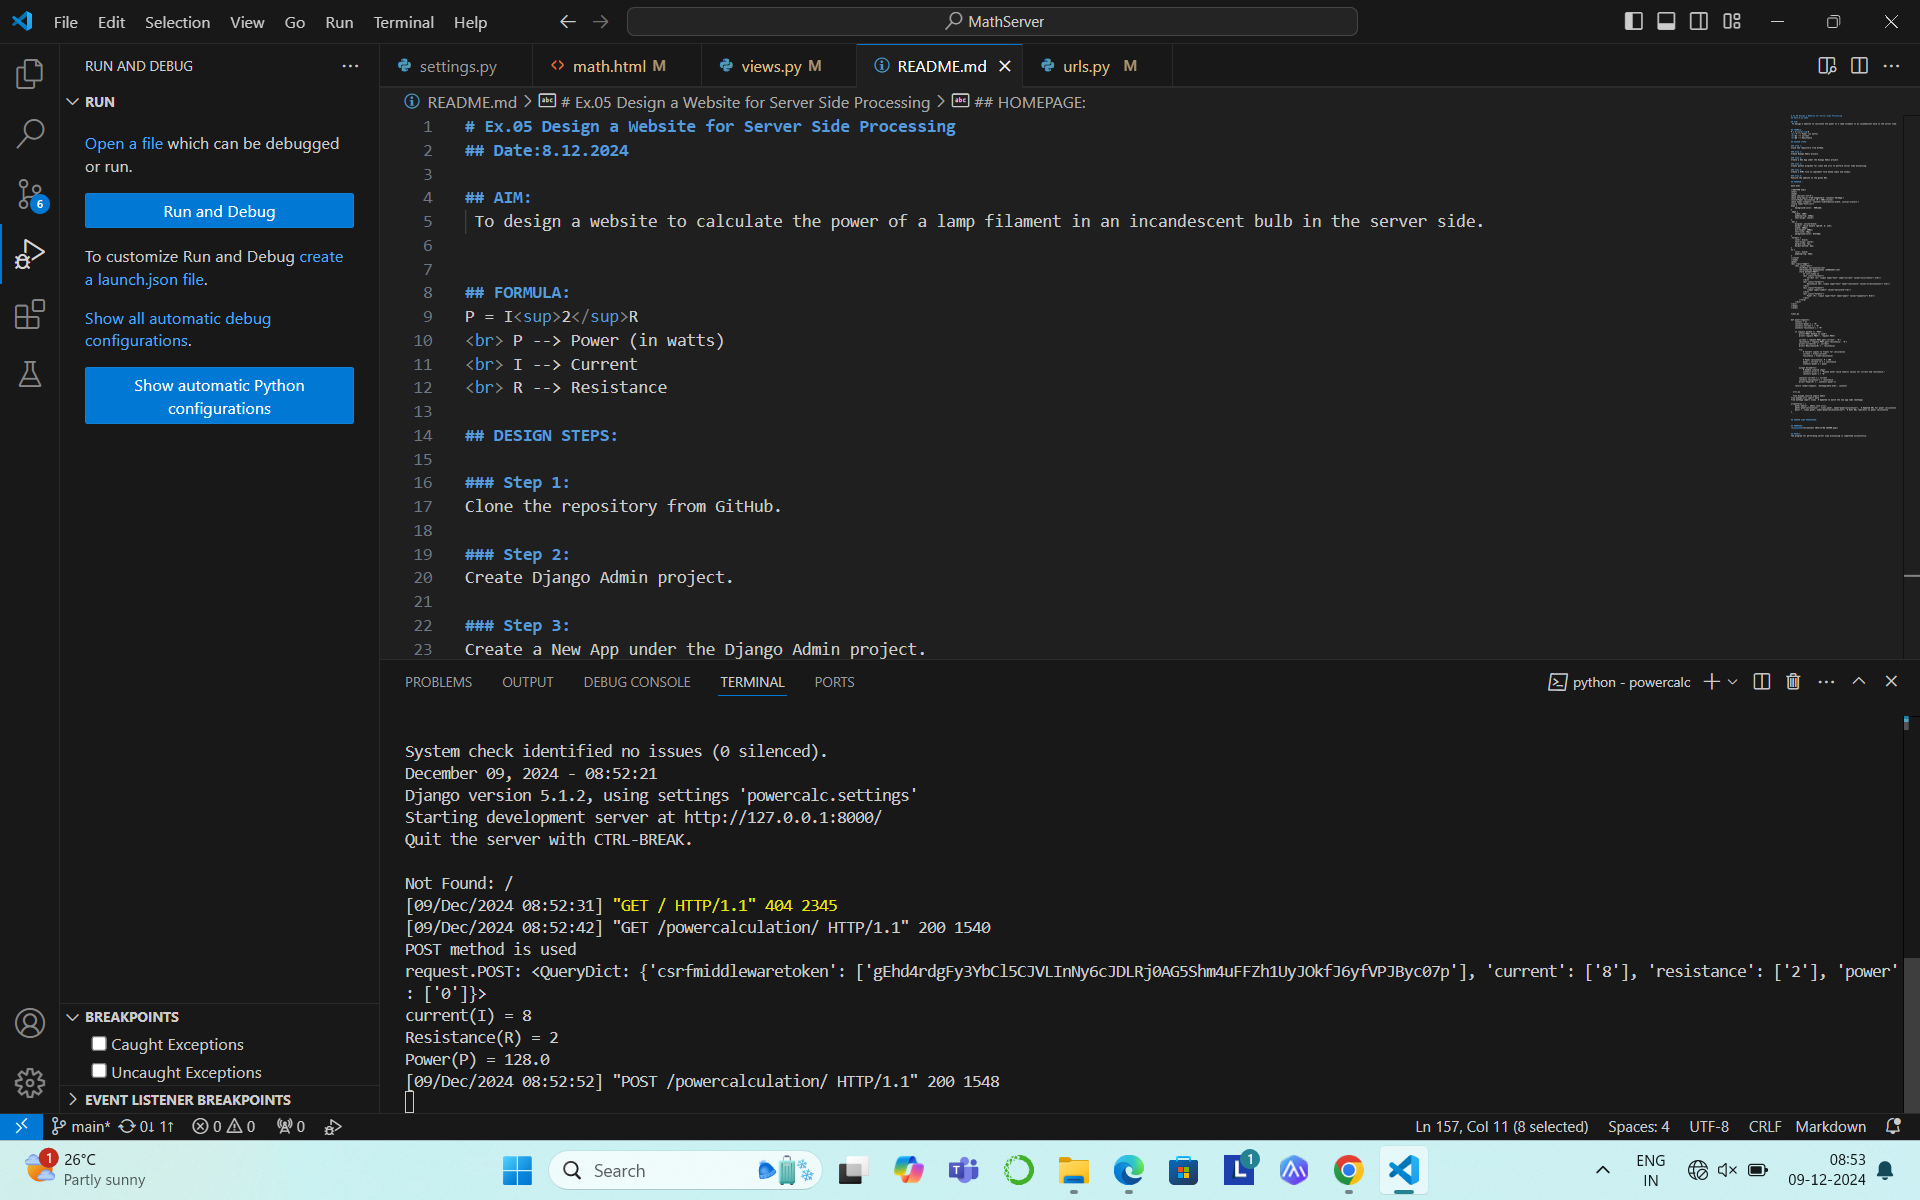 File Edit Selection View Go Run Terminal Help
MathServer
RUN AND DEBUG
RUN
Open a file which can be debugged
or run.
Run and Debug
To customize Run and Debug create
a launch.json file.
Show all automatic debug
configurations.
Show automatic Python
configurations
6
BREAKPOINTS
Caught Exceptions
Uncaught Exceptions
EVENT LISTENER BREAKPOINTS
settings.py math.html M views.py M README.md urls.py M
README.md > # Ex.05 Design a Website for Server Side Processing > ## HOMEPAGE:
1 # Ex.05 Design a Website for Server Side Processing
2 ## Date:8.12.2024
3
4 ## AIM:
5 To design a website to calculate the power of a lamp filament in an incandescent bulb in the server side.
6
7
8 ## FORMULA:
9 P = I<sup>2</sup>R
10 <br> P --> Power (in watts)
11 <br> I --> Current
12 <br> R --> Resistance
13
14 ## DESIGN STEPS:
15
16 ### Step 1:
17 Clone the repository from GitHub.
18
19 ### Step 2:
20 Create Django Admin project.
21
22 ### Step 3:
23 Create a New App under the Django Admin project.
PROBLEMS OUTPUT DEBUG CONSOLE TERMINAL PORTS
python - powercalc
System check identified no issues (0 silenced).
December 09, 2024 - 08:52:21
Django version 5.1.2, using settings 'powercalc.settings'
Starting development server at http://127.0.0.1:8000/
Quit the server with CTRL-BREAK.
Not Found: /
[09/Dec/2024 08:52:31] "GET / HTTP/1.1" 404 2345
[09/Dec/2024 08:52:42] "GET /powercalculation/ HTTP/1.1" 200 1540
POST method is used
request.POST: <QueryDict: {'csrfmiddlewaretoken': ['gEhd4rdgFy3YbCl5CJVLInNy6cJDLRj0AG5Shm4uFFZh1UyJOkfJ6yfVPJByc07p'], 'current': ['8'], 'resistance': ['2'], 'power'
: ['0']}>
current(I) = 8
Resistance(R) = 2
Power(P) = 128.0
[09/Dec/2024 08:52:52] "POST /powercalculation/ HTTP/1.1" 200 1548
main* 0↓ 1↑ 0 0 0
Ln 157, Col 11 (8 selected) Spaces: 4 UTF-8 CRLF Markdown
1
26°C
Partly sunny
Search
L 1
ENG
IN
08:53
09-12-2024